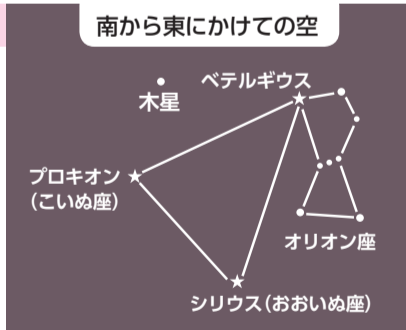 南から東にかけての空
ベテルギウス
木星
プロキオン
(こいぬ座)
オリオン座
シリウス(おおいぬ座)